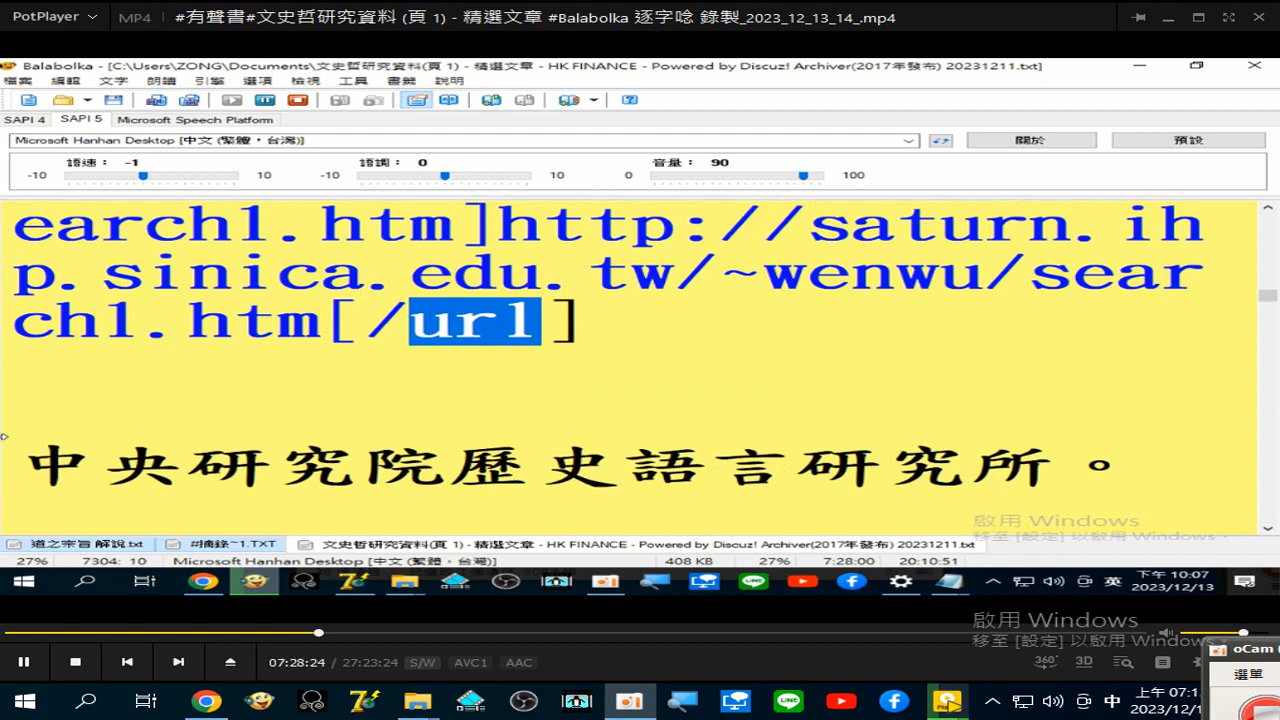 PotPlayer
MP4
#有聲書#文史哲研究資料 (頁 1) - 精選文章 #Balabolka 逐字唸 錄製_2023_12_13_14_.mp4
Balabolka - [C:\Users\ZONG\Documents\文史哲研究資料(頁 1) - 精選文章 - HK FINANCE - Powered by Discuz! Archiver(2017年發布) 20231211.txt]
檔案 編輯 文字 朗讀 引擎 選項 檢視 工具 書籤 說明
SAPI 4 SAPI 5 Microsoft Speech Platform
Microsoft Hanhan Desktop [中文 (繁體，台灣)]
關於
預設
語速： -1
語調： 0
音量： 90
-10 10 -10 10 0 100
earch1.htm]http://saturn.ih
p.sinica.edu.tw/~wenwu/sear
ch1.htm[/url]
中央研究院歷史語言研究所。
啟用 Windows
移至 [設定] 以啟用 Windows。
道之宗旨 解說.txt
#摘錄~1.TXT
文史哲研究資料(頁 1) - 精選文章 - HK FINANCE - Powered by Discuz! Archiver(2017年發布) 20231211.txt
27% 7304: 10 Microsoft Hanhan Desktop [中文 (繁體，台灣)] 408 KB 27% 7:28:00 20:10:51
英
下午 10:07
2023/12/13
啟用 Windows
移至 [設定] 以啟用 Windows。
07:28:24 / 27:23:24 S/W AVC1 AAC
360°
3D
oCam
選單
中
上午 07:1
2023/12/1